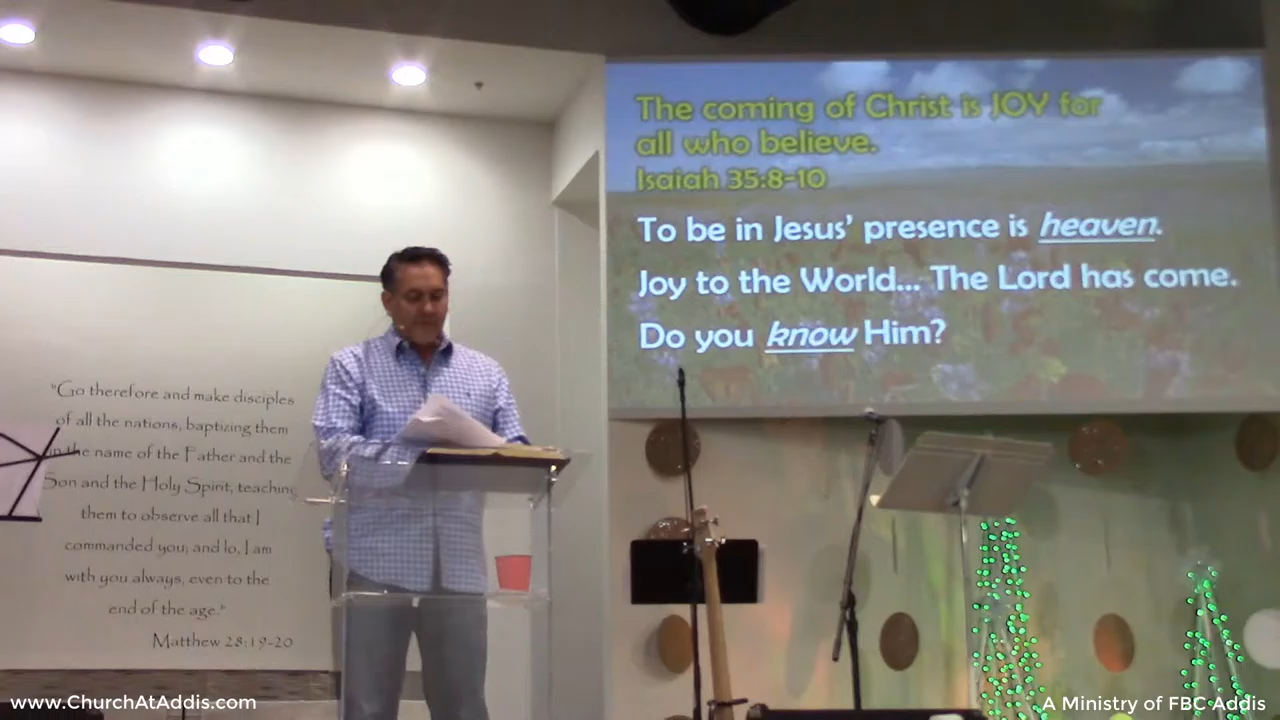 The coming of Christ is JOY for
all who believe.
Isaiah 35:8-10
To be in Jesus' presence is heaven.
Joy to the World... The Lord has come.
Do you know Him?
"Go therefore and make disciples
of all the nations, baptizing them
in the name of the Father and the
Son and the Holy Spirit, teaching
them to observe all that I
commanded you; and lo, I am
with you always, even to the
end of the age."
Matthew 28:19-20
www.ChurchAtAddis.com
A Ministry of FBC Addis